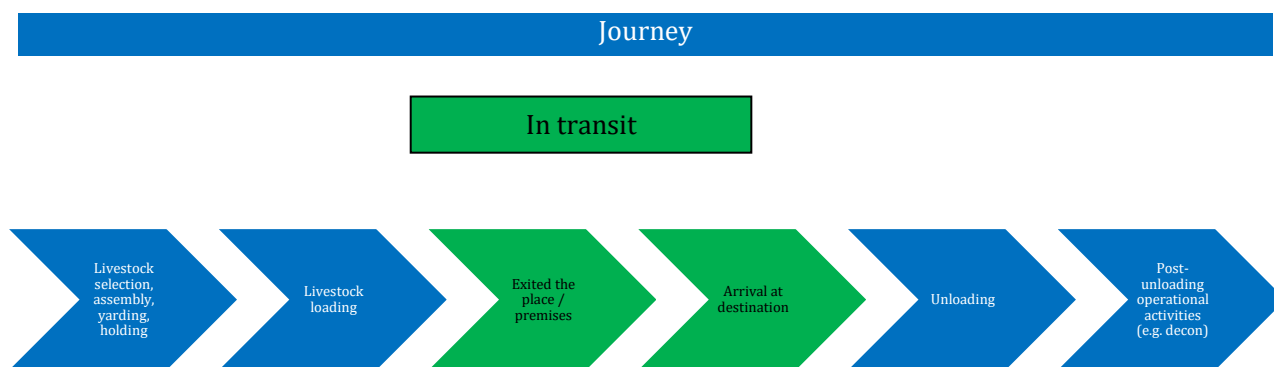 Journey
In transit
Livestock
selection,
assembly,
yarding,
holding
Livestock
loading
Exited the
place /
premises
Arrival at
destination
Unloading
Post-
unloading
operational
activities
(e.g. decon)